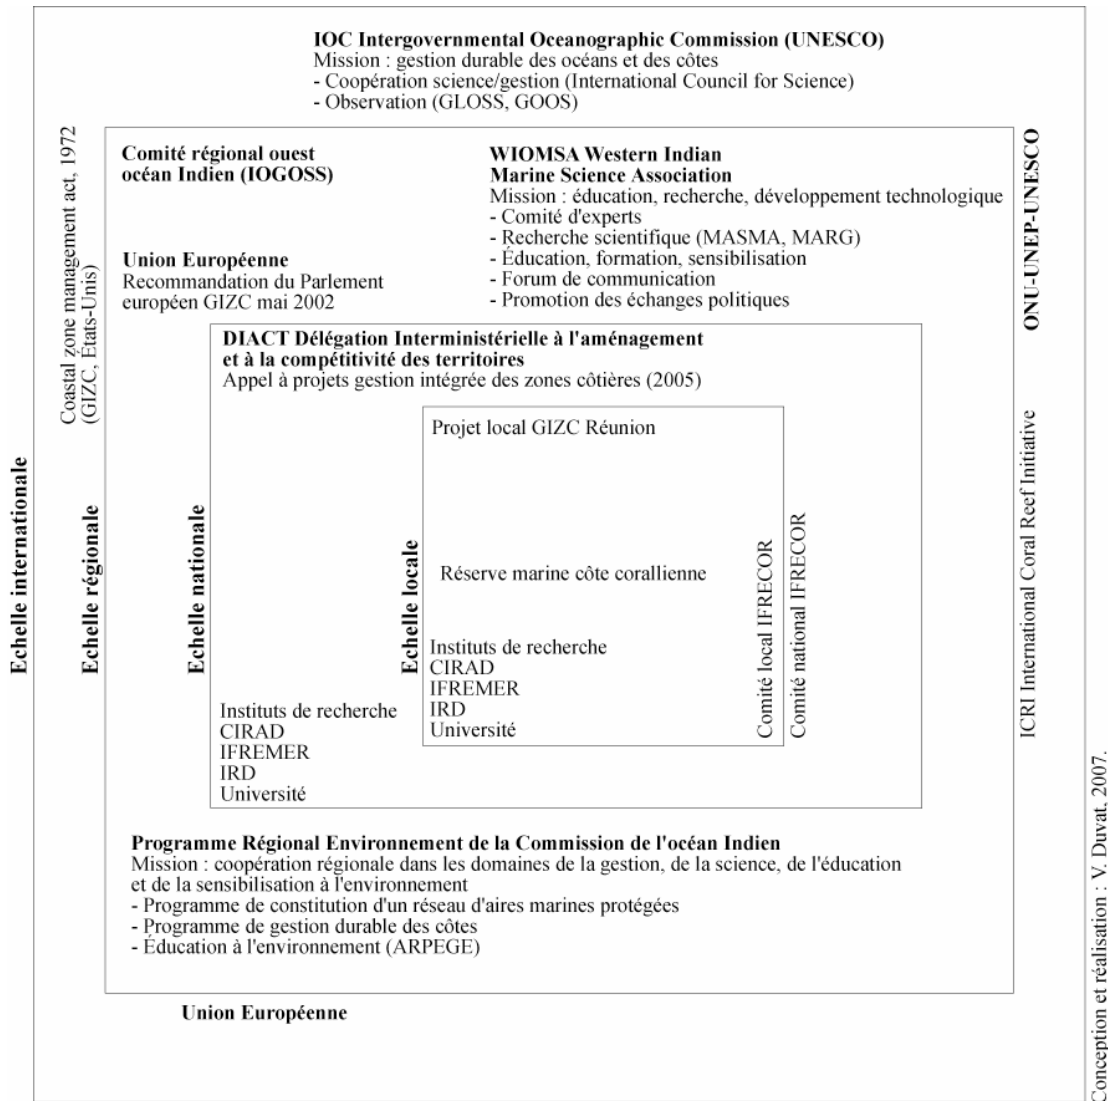 IOC Intergovernmental Oceanographic Commission (UNESCO)
Mission : gestion durable des océans et des côtes
- Coopération science/gestion (International Council for Science)
- Observation (GLOSS, GOOS)
Coastal zone management act, 1972
(GIZC, États-Unis)
Comité régional ouest
océan Indien (IOGOSS)
Union Européenne
Recommandation du Parlement
européen GIZC mai 2002
WIOMSA Western Indian
Marine Science Association
Mission : éducation, recherche, développement technologique
- Comité d'experts
- Recherche scientifique (MASMA, MARG)
- Éducation, formation, sensibilisation
- Forum de communication
- Promotion des échanges politiques
ONU-UNEP-UNESCO
DIACT Délégation Interministérielle à l'aménagement
et à la compétitivité des territoires
Appel à projets gestion intégrée des zones côtières (2005)
Projet local GIZC Réunion
Echelle internationale
Echelle régionale
Echelle nationale
Echelle locale
Réserve marine côte corallienne
Instituts de recherche
CIRAD
IFREMER
IRD
Université
Comité local IFRECOR
Comité national IFRECOR
ICRI International Coral Reef Initiative
Instituts de recherche
CIRAD
IFREMER
IRD
Université
Programme Régional Environnement de la Commission de l'océan Indien
Mission : coopération régionale dans les domaines de la gestion, de la science, de l'éducation
et de la sensibilisation à l'environnement
- Programme de constitution d'un réseau d'aires marines protégées
- Programme de gestion durable des côtes
- Éducation à l'environnement (ARPEGE)
Union Européenne
Conception et réalisation : V. Duvat, 2007.